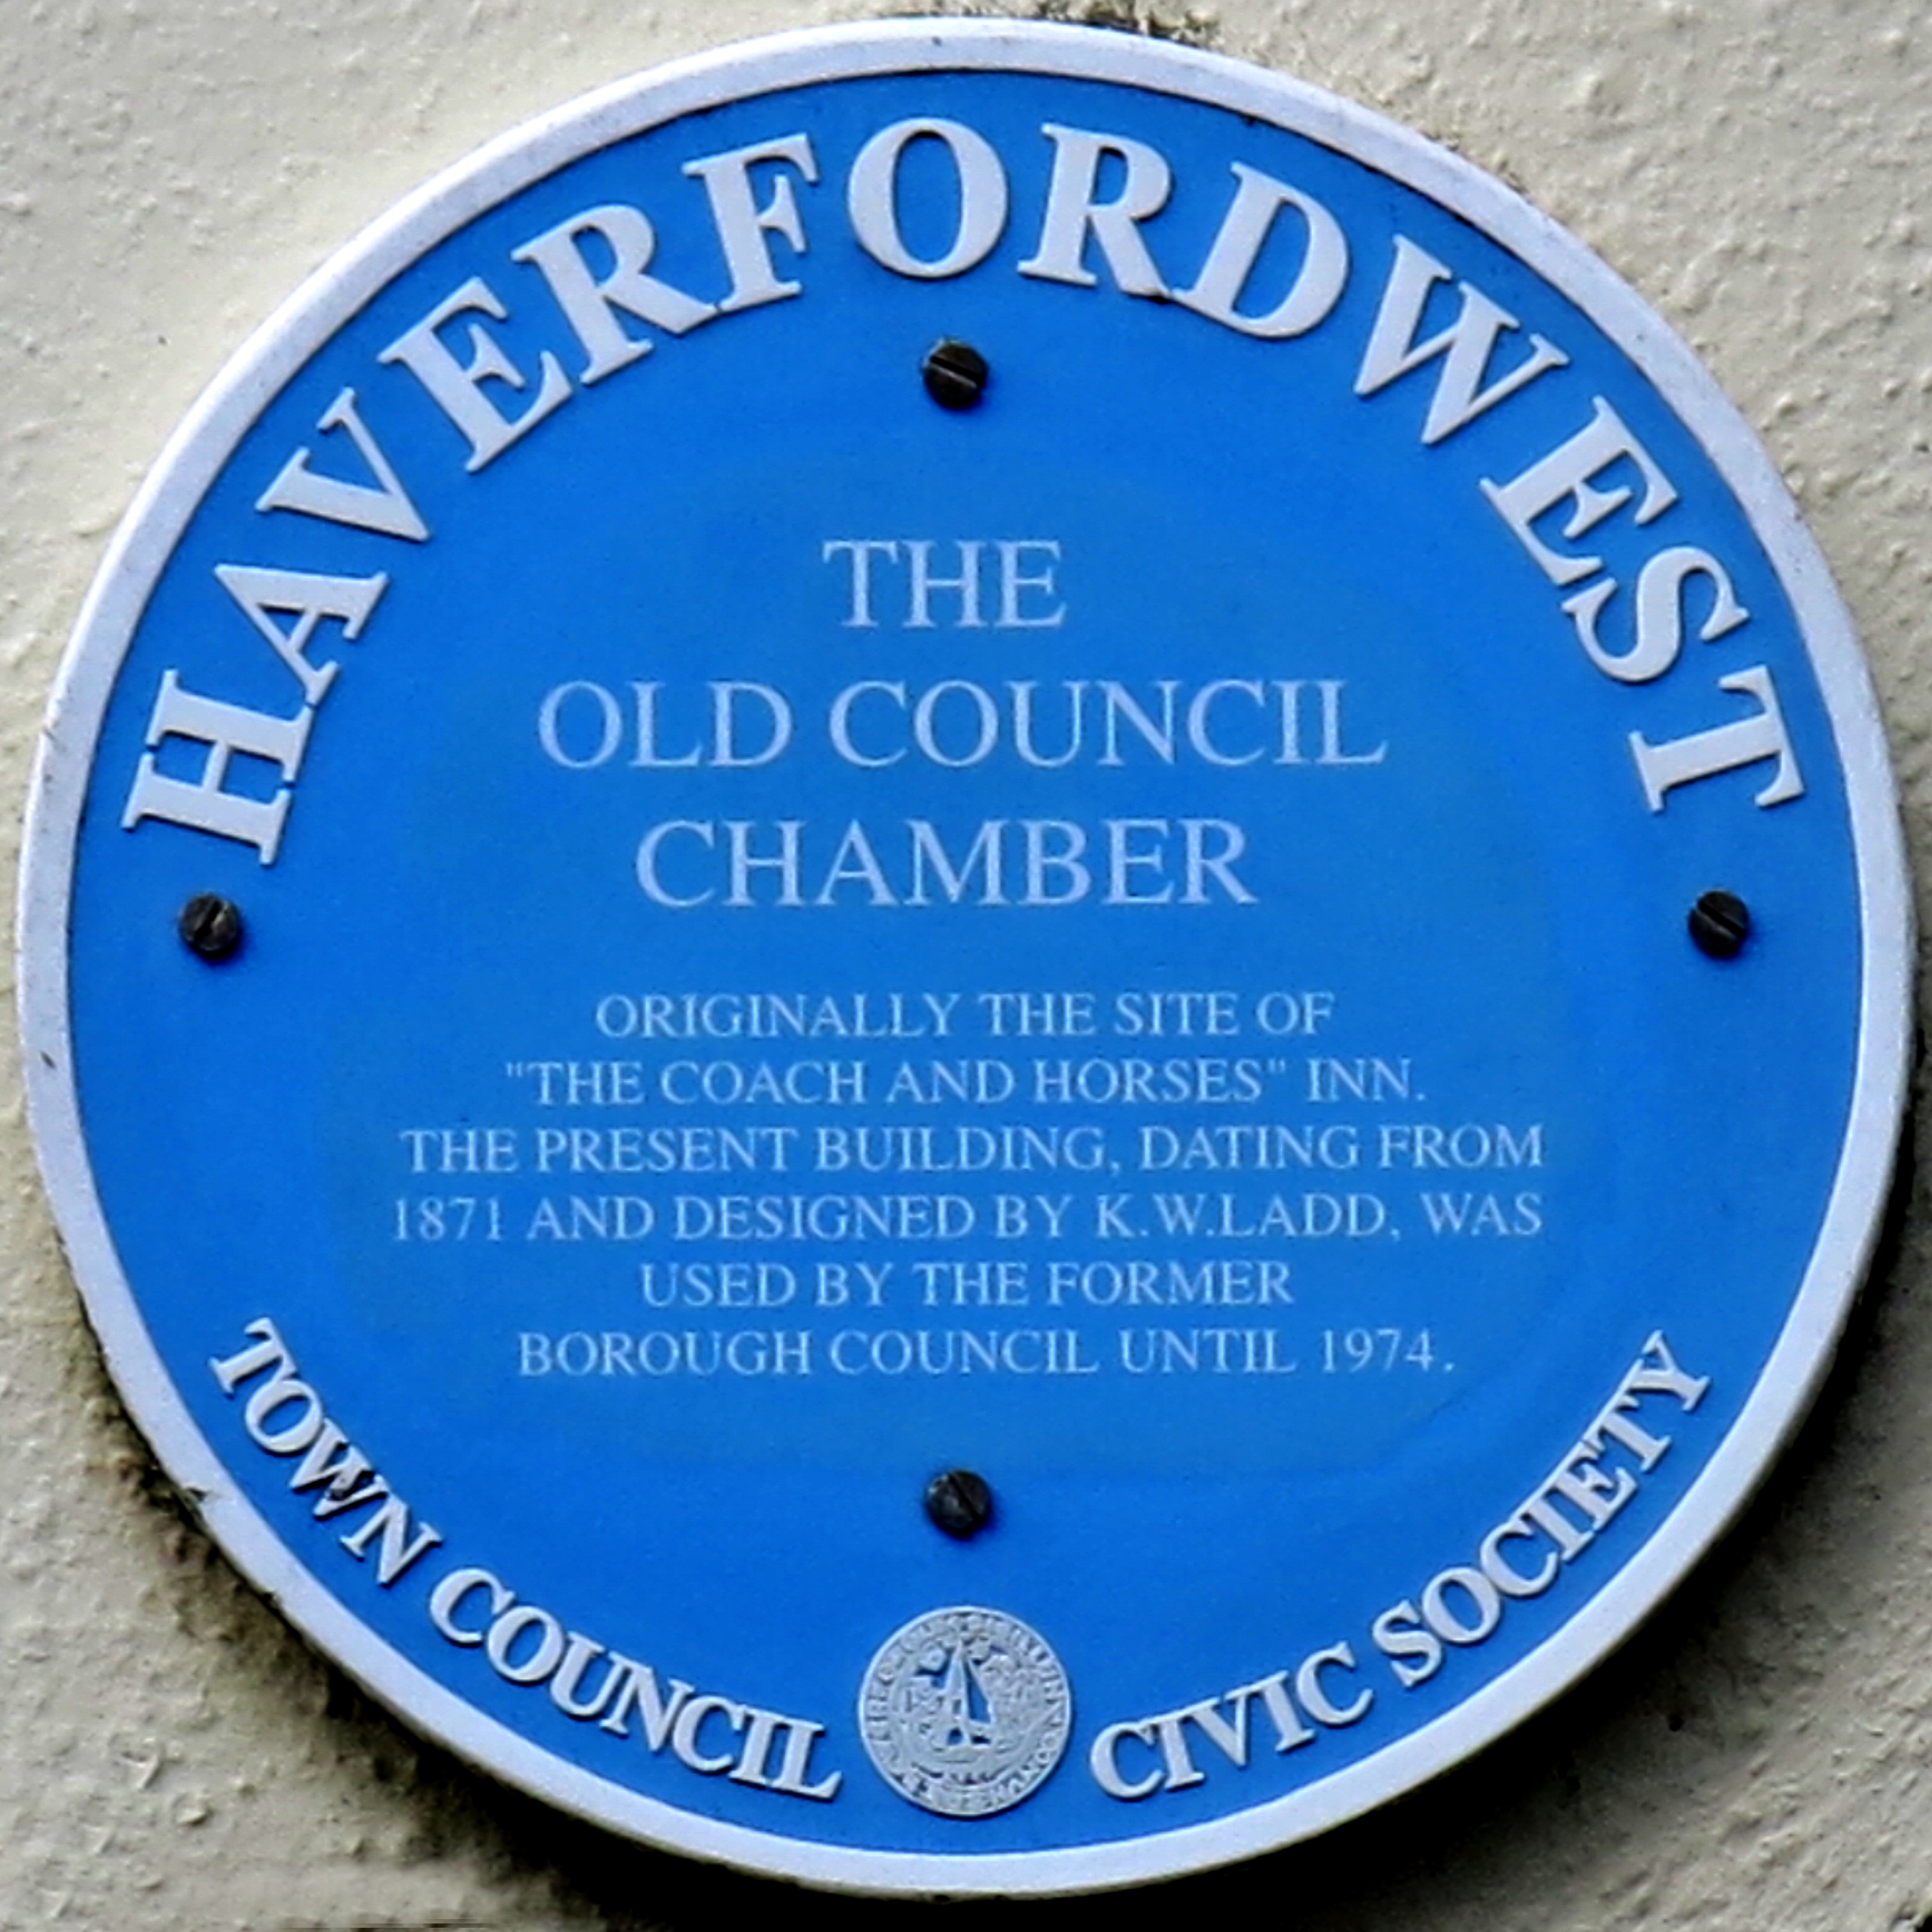 HAVERFORDWEST
THE
OLD COUNCIL
CHAMBER
ORIGINALLY THE SITE OF
"THE COACH AND HORSES" INN.
THE PRESENT BUILDING, DATING FROM
1871 AND DESIGNED BY K.W.LADD, WAS
USED BY THE FORMER
BOROUGH COUNCIL UNTIL 1974.
TOWN COUNCIL
CIVIC SOCIETY